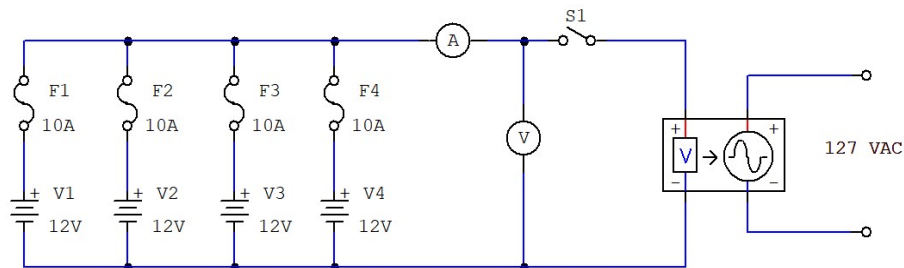 S1
A
F1 F2 F3 F4
10A 10A 10A 10A
V
127 VAC
+ V +
- -
+ V1 + V2 + V3 + V4
12V 12V 12V 12V